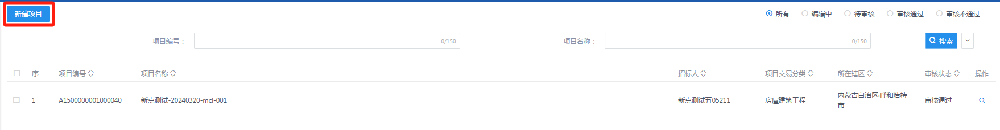 新建项目 所有 编辑中 待审核 审核通过 审核不通过
项目编号： 0/150 项目名称： 0/150 搜索
序 项目编号 项目名称 招标人 项目交易分类 所在辖区 审核状态 操作
1 A1500000001000040 新点测试-20240320-mcl-001 新点测试五05211 房屋建筑工程 内蒙古自治区·呼和浩特 审核通过
市